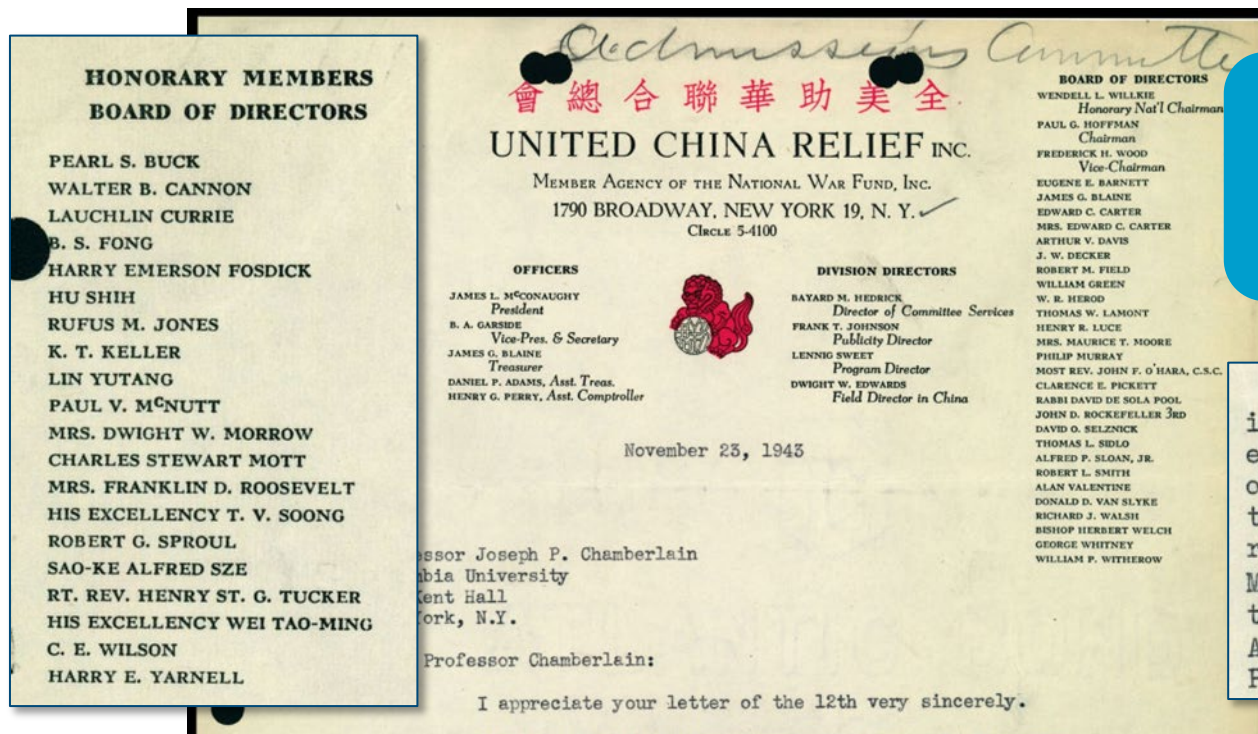 HONORARY MEMBERS
BOARD OF DIRECTORS
PEARL S. BUCK
WALTER B. CANNON
LAUCHLIN CURRIE
B. S. FONG
HARRY EMERSON FOSDICK
HU SHIH
RUFUS M. JONES
K. T. KELLER
LIN YUTANG
PAUL V. McNUTT
MRS. DWIGHT W. MORROW
CHARLES STEWART MOTT
MRS. FRANKLIN D. ROOSEVELT
HIS EXCELLENCY T. V. SOONG
ROBERT G. SPROUL
SAO-KE ALFRED SZE
RT. REV. HENRY ST. G. TUCKER
HIS EXCELLENCY WEI TAO-MING
C. E. WILSON
HARRY E. YARNELL
Admissions Committe
全美助華聯合總會
UNITED CHINA RELIEF INC.
MEMBER AGENCY OF THE NATIONAL WAR FUND, INC.
1790 BROADWAY, NEW YORK 19, N. Y.
CIRCLE 5-4100
OFFICERS
JAMES L. McCONAUGHY
President
B. A. GARSIDE
Vice-Pres. & Secretary
JAMES G. BLAINE
Treasurer
DANIEL P. ADAMS, Asst. Treas.
HENRY G. PERRY, Asst. Comptroller
DIVISION DIRECTORS
BAYARD M. HEDRICK
Director of Committee Services
FRANK T. JOHNSON
Publicity Director
LENNIG SWEET
Program Director
DWIGHT W. EDWARDS
Field Director in China
BOARD OF DIRECTORS
WENDELL L. WILLKIE
Honorary Nat'l Chairman
PAUL G. HOFFMAN
Chairman
FREDERICK H. WOOD
Vice-Chairman
EUGENE E. BARNETT
JAMES G. BLAINE
EDWARD C. CARTER
MRS. EDWARD C. CARTER
ARTHUR V. DAVIS
J. W. DECKER
ROBERT M. FIELD
WILLIAM GREEN
W. R. HEROD
THOMAS W. LAMONT
HENRY R. LUCE
MRS. MAURICE T. MOORE
PHILIP MURRAY
MOST REV. JOHN F. O'HARA, C.S.C.
CLARENCE E. PICKETT
RABBI DAVID DE SOLA POOL
JOHN D. ROCKEFELLER 3RD
DAVID O. SELZNICK
THOMAS L. SIDLO
ALFRED P. SLOAN, JR.
ROBERT L. SMITH
ALAN VALENTINE
DONALD D. VAN SLYKE
RICHARD J. WALSH
BISHOP HERBERT WELCH
GEORGE WHITNEY
WILLIAM P. WITHEROW
November 23, 1943
essor Joseph P. Chamberlain
bia University
Kent Hall
ork, N.Y.
Professor Chamberlain:
I appreciate your letter of the 12th very sincerely.